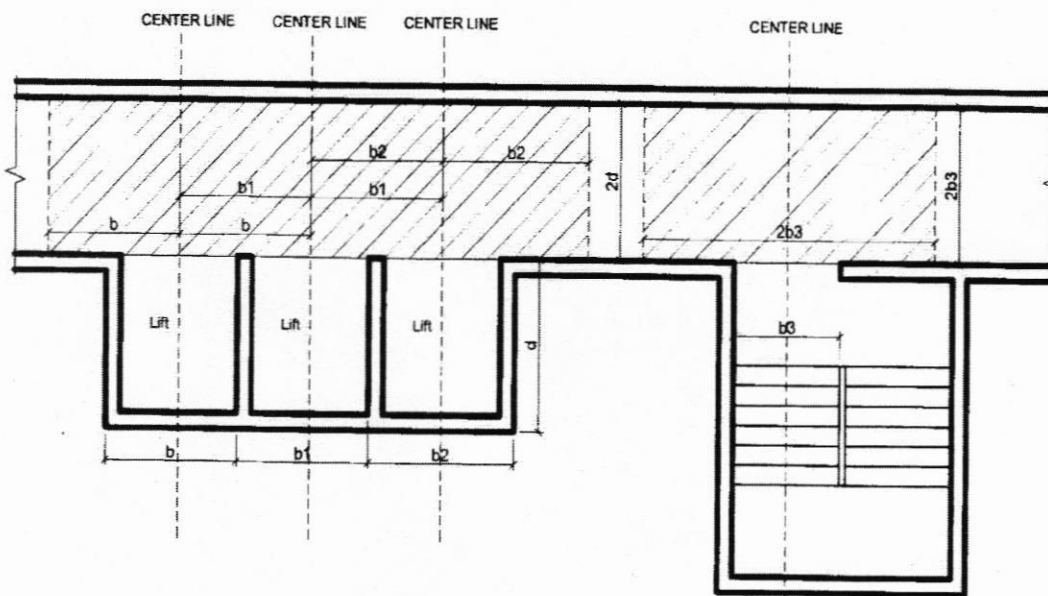 CENTER LINE
CENTER LINE
CENTER LINE
CENTER LINE
b2
b2
2d
2b3
b1
b1
b
b
2b3
Lift
Lift
Lift
d
b3
b
b1
b2